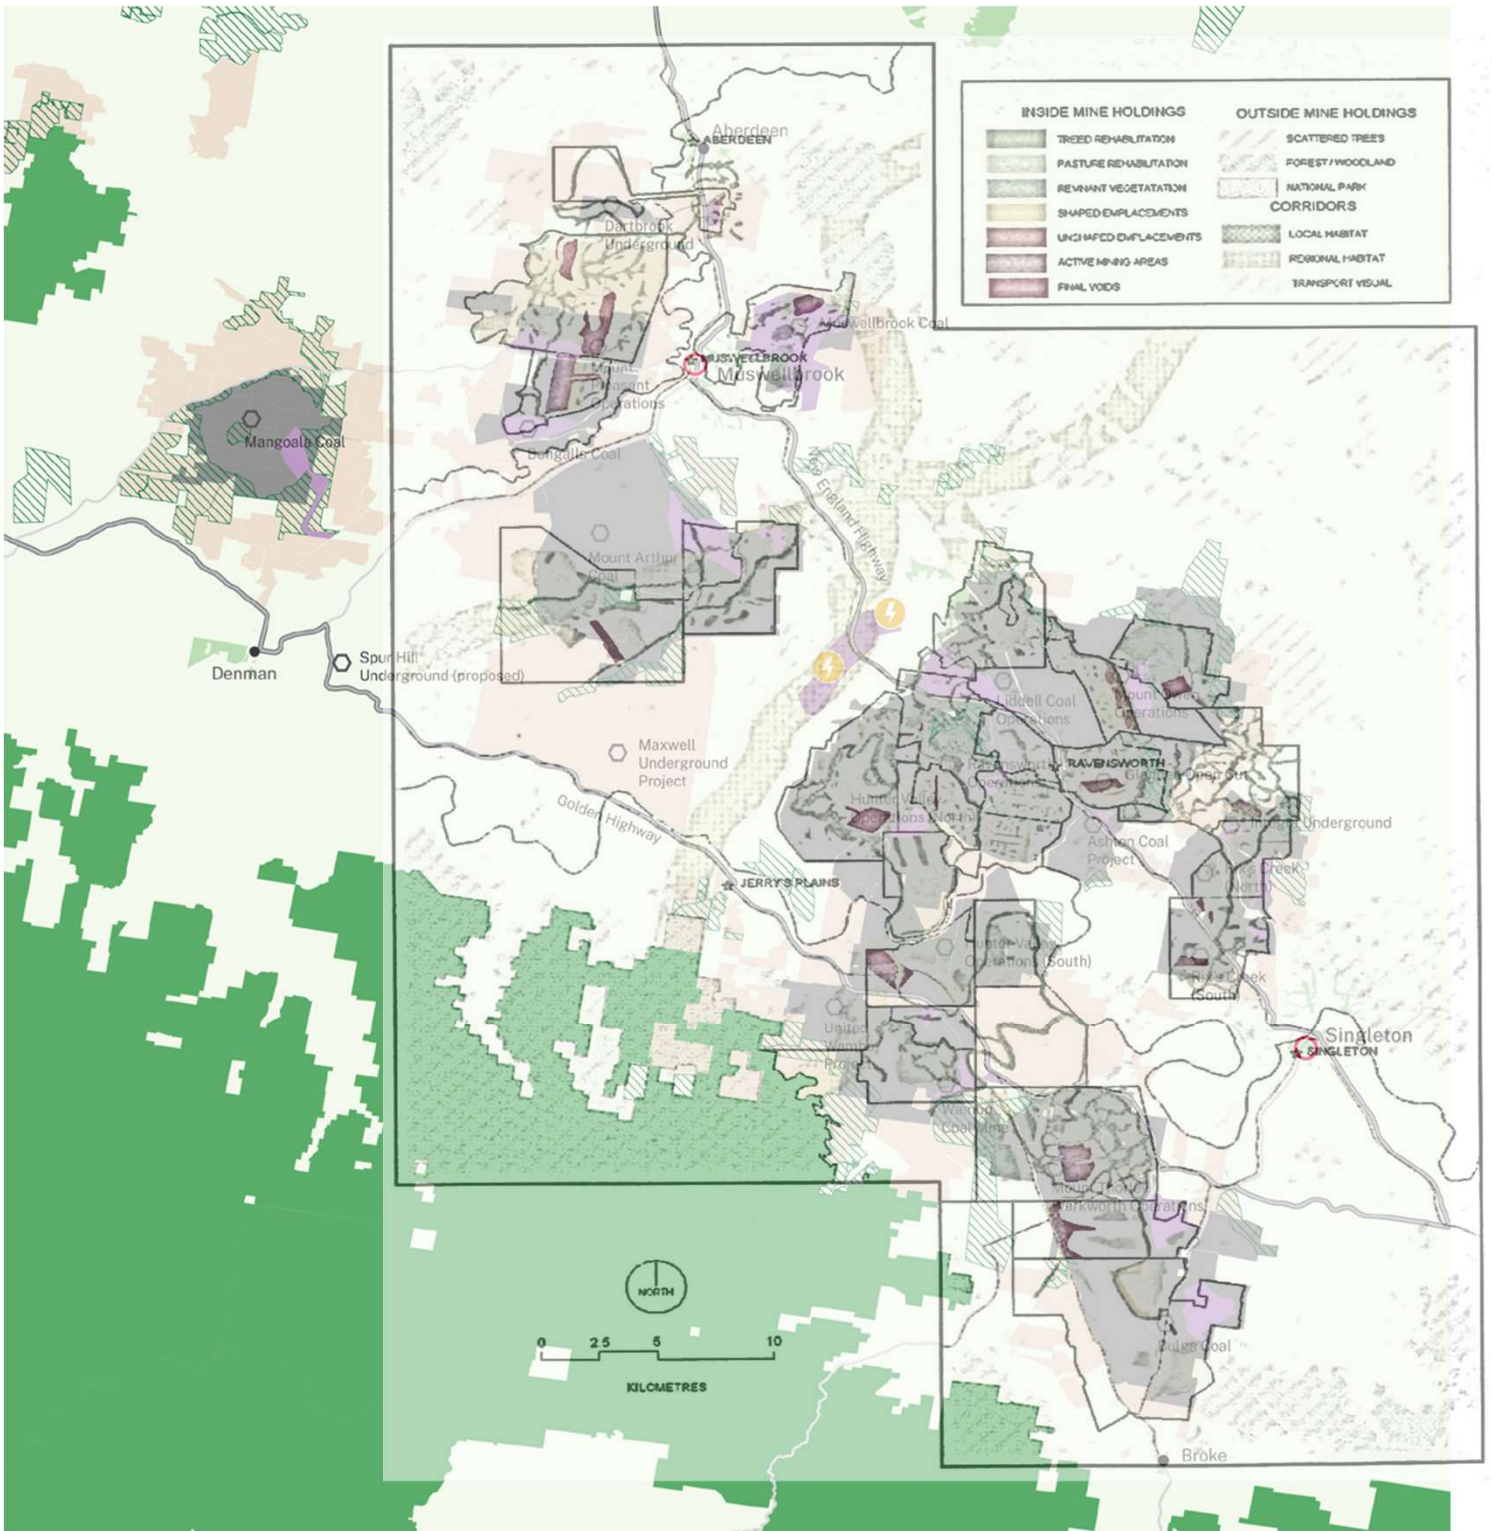 Aberdeen
ABERDEEN
INSIDE MINE HOLDINGS
TREED REHABILITATION
PASTURE REHABILITATION
REMNANT VEGETATATION
SHAPED EMPLACEMENTS
UNSHAPED EMPLACEMENTS
ACTIVE MINING AREAS
FINAL VOIDS
OUTSIDE MINE HOLDINGS
SCATTERED TREES
FOREST / WOODLAND
NATIONAL PARK
CORRIDORS
LOCAL HABITAT
REGIONAL HABITAT
TRANSPORT VISUAL
Dartbrook
Underground
Muswellbrook Coal
MUSWELLBROOK
Muswellbrook
Mount
Pleasant
Operations
Mangoala Coal
Bengalla Coal
New England Highway
Mount Arthur
Coal
Denman
Spur Hill
Underground (proposed)
Liddell Coal
Operations
Mount Owen
Operations
Maxwell
Underground
Project
Ravensworth
Operations
RAVENSWORTH
Glendell Open Cut
Golden Highway
Hunter Valley
Operations (North)
Integra Underground
Ashton Coal
Project
Rix's Creek
(North)
JERRY'S PLAINS
Hunter Valley
Operations (South)
Rix's Creek
(South)
United
Wambo
Project
Singleton
SINGLETON
Wambo
Coal Mine
Mount Thorley
Warkworth Operations
NORTH
0 2.5 5 10
KILOMETRES
Bulga Coal
Broke